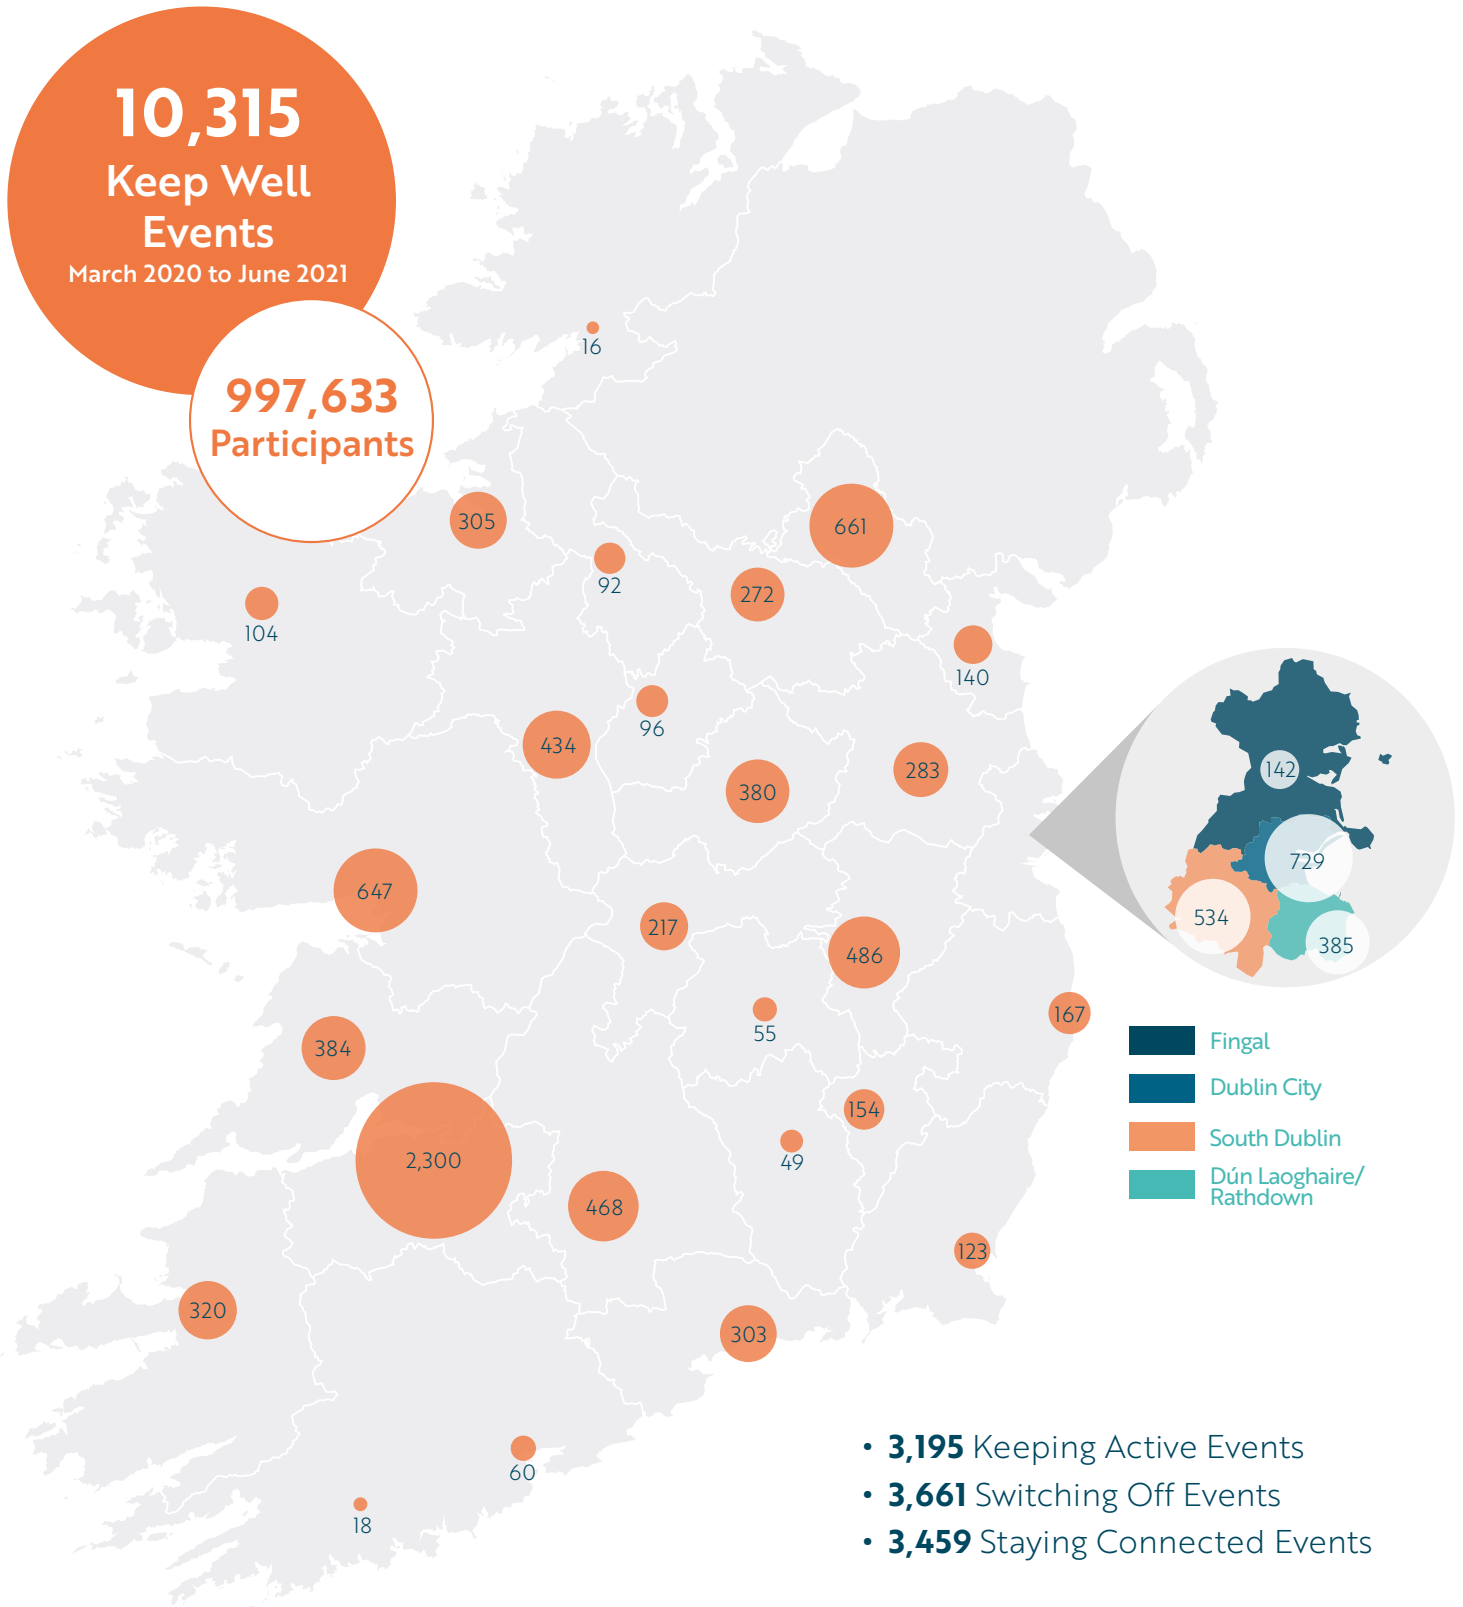 10,315
Keep Well
Events
March 2020 to June 2021
997,633
Participants
16
305
661
92
272
104
140
96
434
283
380
142
729
647
534
217
385
486
55
167
384
154
49
2,300
468
123
320
303
60
18
Fingal
Dublin City
South Dublin
Dún Laoghaire/
Rathdown
• 3,195 Keeping Active Events
• 3,661 Switching Off Events
• 3,459 Staying Connected Events